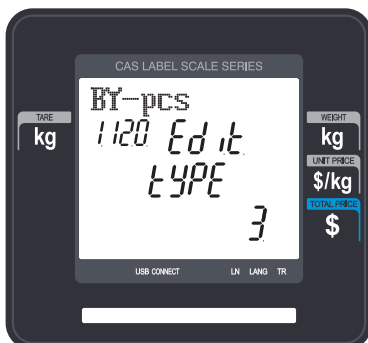 CAS LABEL SCALE SERIES
BY-pcs
1120 Edit
tYPE
3
TARE
kg
WEIGHT
kg
UNIT PRICE
$/kg
TOTAL PRICE
$
USB CONNECT LN LANG TR